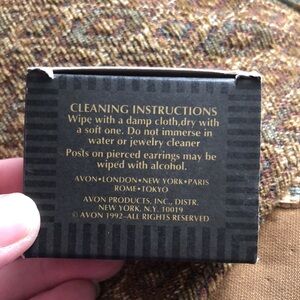 CLEANING INSTRUCTIONS
Wipe with a damp cloth,dry with
a soft one. Do not immerse in
water or jewelry cleaner
Posts on pierced earrings may be
wiped with alcohol.
AVON•LONDON•NEW YORK•PARIS
ROME•TOKYO
AVON PRODUCTS, INC., DISTR.
NEW YORK, N.Y. 10019
© AVON 1992–ALL RIGHTS RESERVED